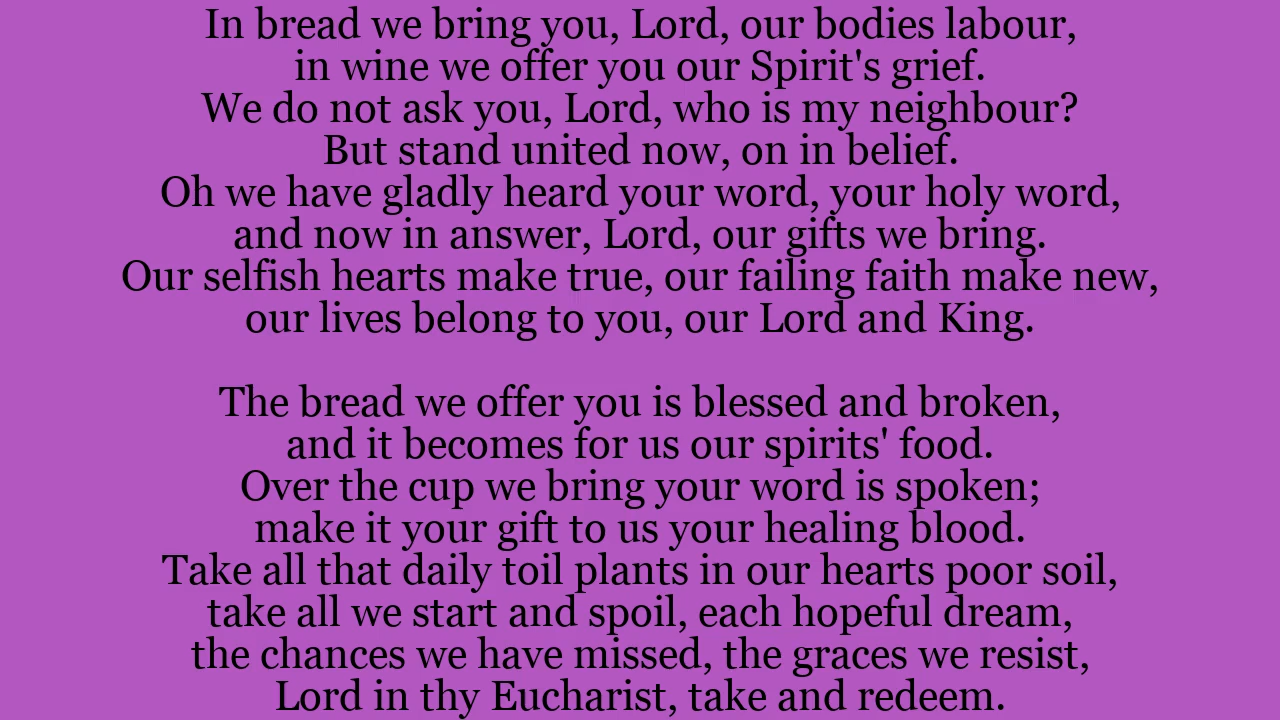 In bread we bring you, Lord, our bodies labour,
in wine we offer you our Spirit's grief.
We do not ask you, Lord, who is my neighbour?
But stand united now, on in belief.
Oh we have gladly heard your word, your holy word,
and now in answer, Lord, our gifts we bring.
Our selfish hearts make true, our failing faith make new,
our lives belong to you, our Lord and King.

The bread we offer you is blessed and broken,
and it becomes for us our spirits' food.
Over the cup we bring your word is spoken;
make it your gift to us your healing blood.
Take all that daily toil plants in our hearts poor soil,
take all we start and spoil, each hopeful dream,
the chances we have missed, the graces we resist,
Lord in thy Eucharist, take and redeem.